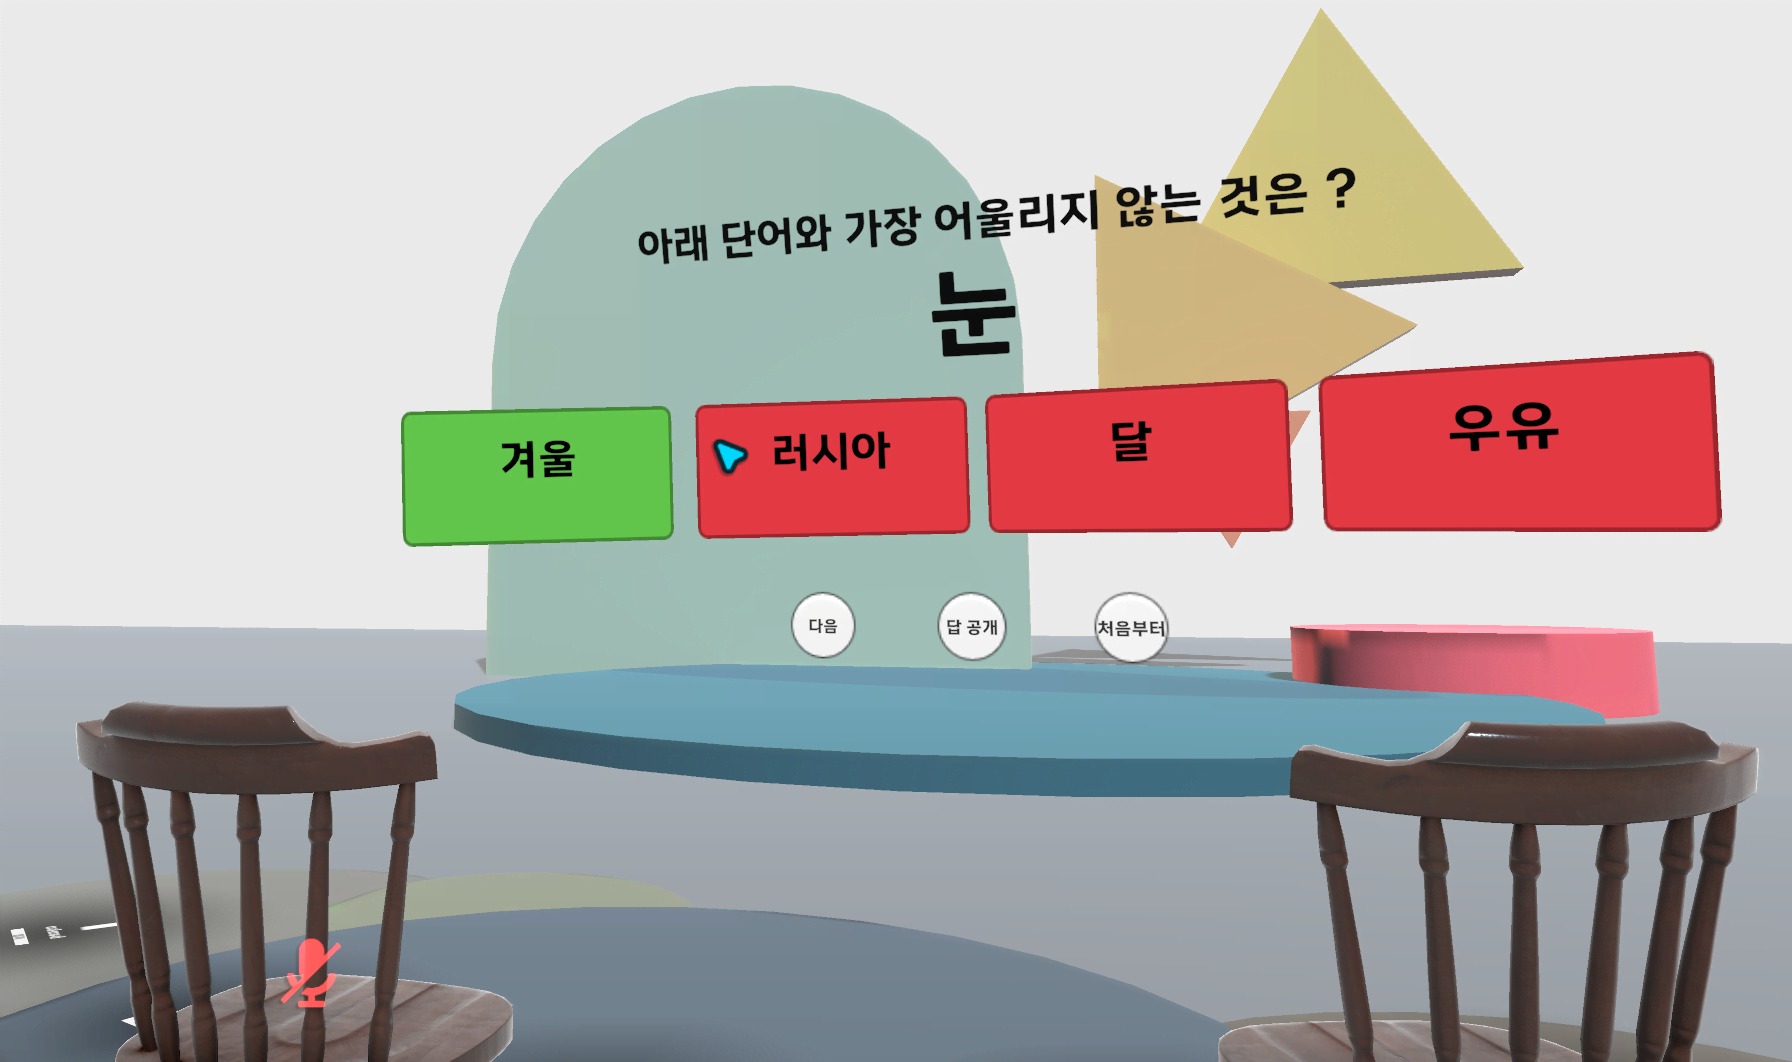 아래 단어와 가장 어울리지 않는 것은 ?
눈
겨울
러시아
달
우유
다음
답 공개
처음부터